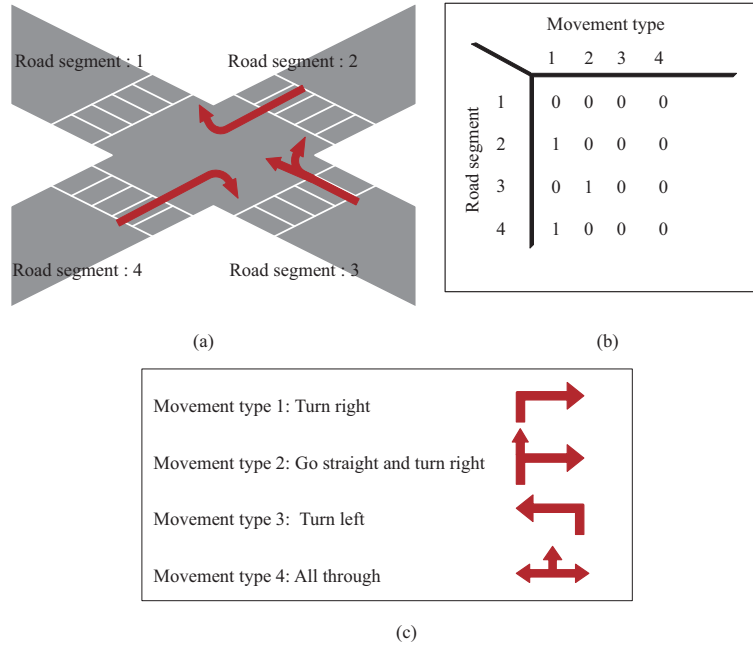 Road segment : 1
Road segment : 2
Road segment : 4
Road segment : 3
(a)
Movement type
1 2 3 4
Road segment
1 0 0 0 0
2 1 0 0 0
3 0 1 0 0
4 1 0 0 0
(b)
Movement type 1: Turn right
Movement type 2: Go straight and turn right
Movement type 3: Turn left
Movement type 4: All through
(c)